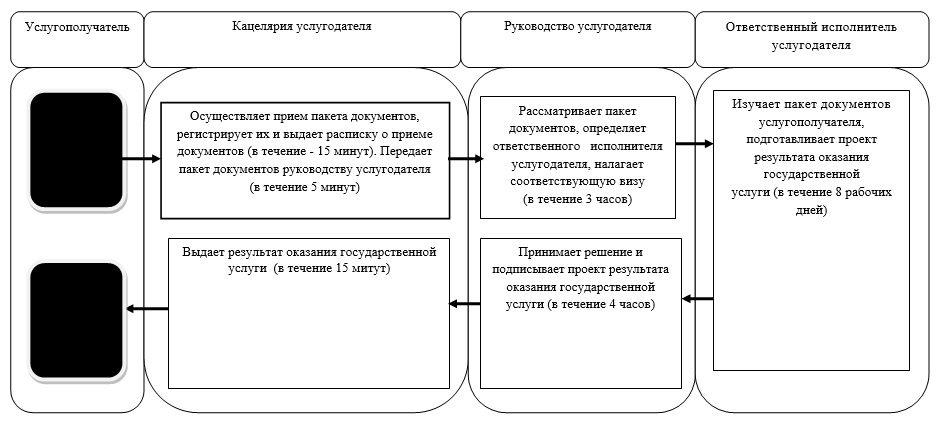 Услугополучатель
Кацелярия услугодателя
Руководство услугодателя
Ответственный исполнитель
услугодателя
Осуществляет прием пакета документов,
регистрирует их и выдает расписку о приеме
документов (в течение - 15 минут). Передает
пакет документов руководству услугодателя
(в течение 5 минут)
Рассматривает пакет
документов, определяет
ответственного исполнителя
услугодателя, налагает
соответствующую визу
(в течение 3 часов)
Изучает пакет документов
услугополучателя,
подготавливает проект
результата оказания
государственной
услуги (в течение 8 рабочих
дней)
Выдает результат оказания государственной
услуги (в течение 15 митут)
Принимает решение и
подписывает проект результата
оказания государственной
услуги (в течение 4 часов)